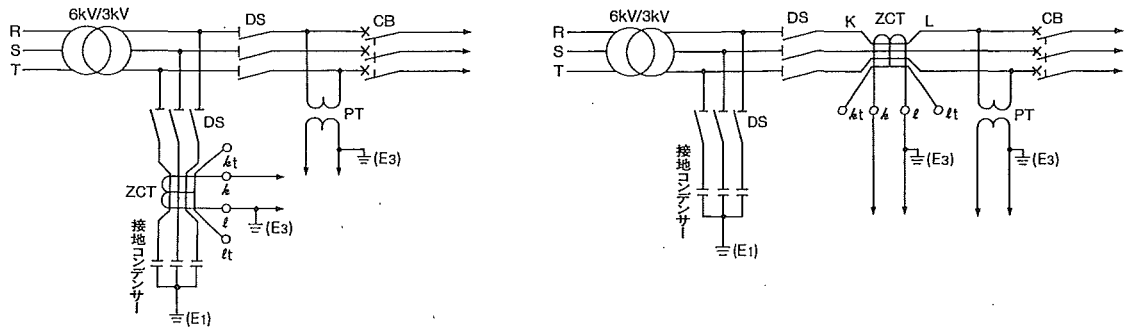 6kV/3kV
DS
CB
R
S
T
DS
PT
(E3)
kt
k
ZCT
l
(E3)
lt
接地コンデンサー
(E1)
6kV/3kV
DS
K
ZCT
L
CB
R
S
T
kt
k
l
lt
DS
PT
(E3)
(E3)
接地コンデンサー
(E1)